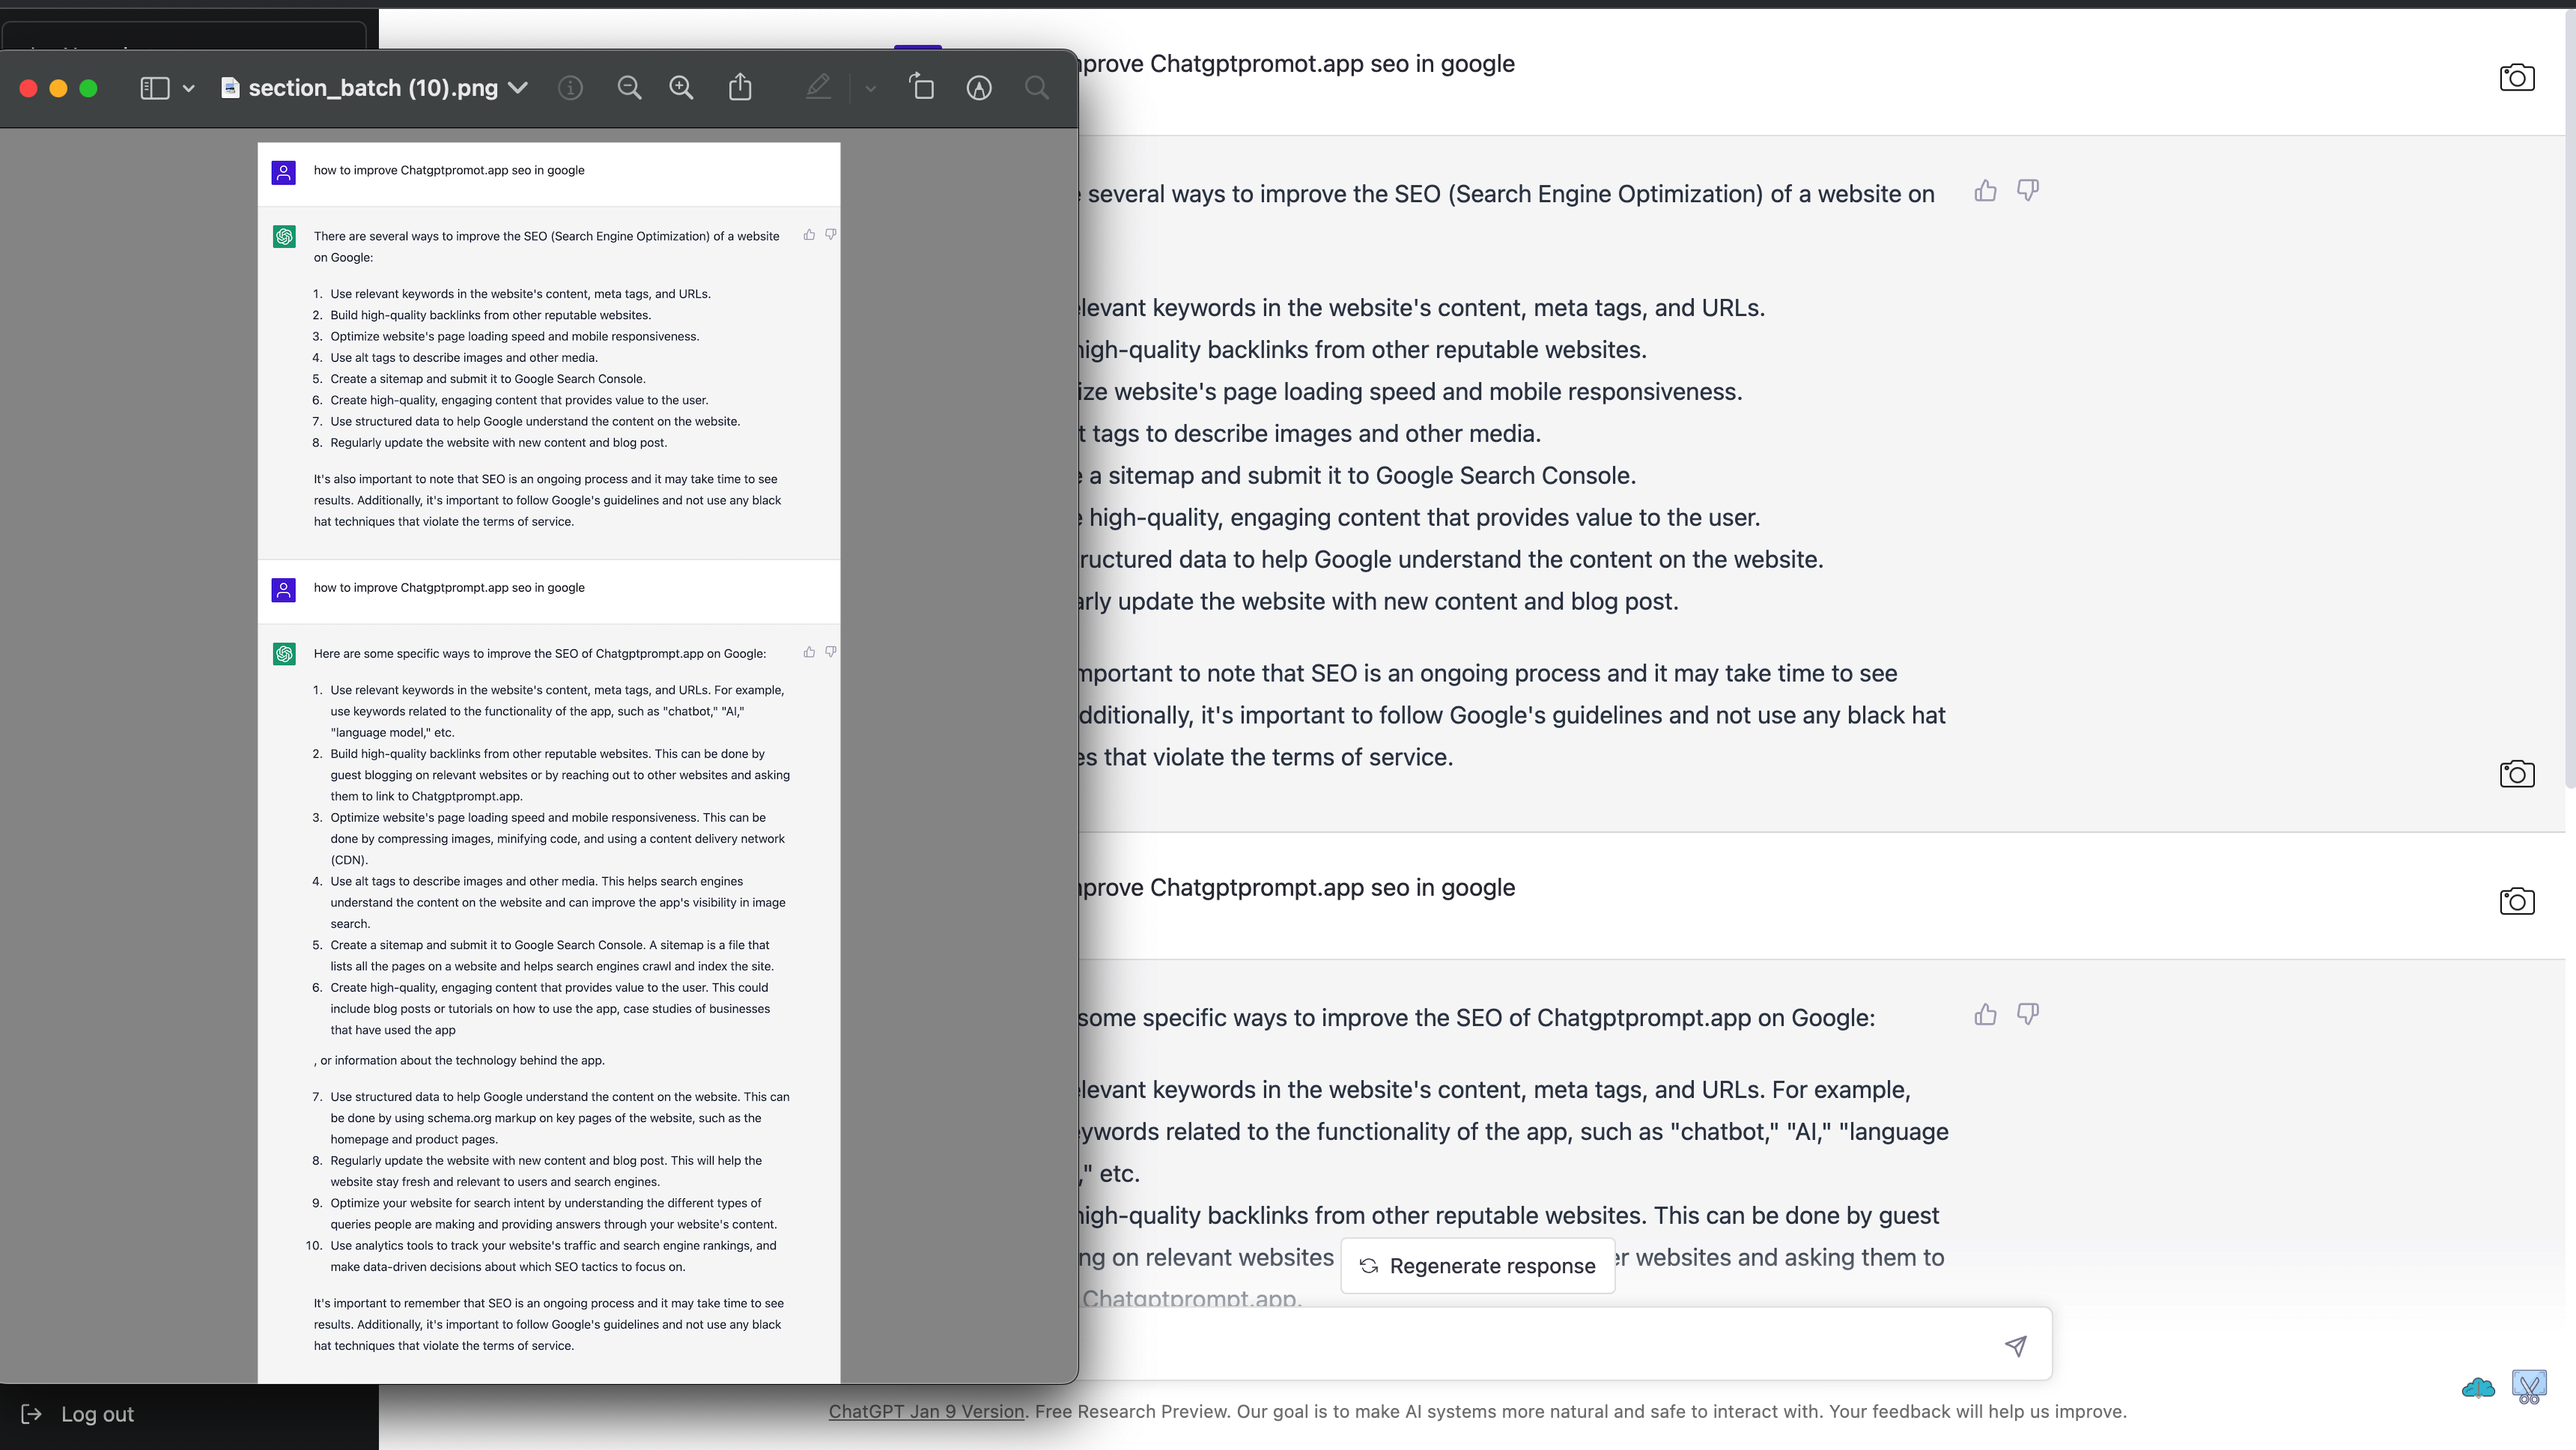 section_batch (10).png
how to improve Chatgptpromot.app seo in google
There are several ways to improve the SEO (Search Engine Optimization) of a website
on Google:
1. Use relevant keywords in the website's content, meta tags, and URLs.
2. Build high-quality backlinks from other reputable websites.
3. Optimize website's page loading speed and mobile responsiveness.
4. Use alt tags to describe images and other media.
5. Create a sitemap and submit it to Google Search Console.
6. Create high-quality, engaging content that provides value to the user.
7. Use structured data to help Google understand the content on the website.
8. Regularly update the website with new content and blog post.
It's also important to note that SEO is an ongoing process and it may take time to see
results. Additionally, it's important to follow Google's guidelines and not use any black
hat techniques that violate the terms of service.
how to improve Chatgptprompt.app seo in google
Here are some specific ways to improve the SEO of Chatgptprompt.app on Google:
1. Use relevant keywords in the website's content, meta tags, and URLs. For example,
use keywords related to the functionality of the app, such as "chatbot," "AI,"
"language model," etc.
2. Build high-quality backlinks from other reputable websites. This can be done by
guest blogging on relevant websites or by reaching out to other websites and asking
them to link to Chatgptprompt.app.
3. Optimize website's page loading speed and mobile responsiveness. This can be
done by compressing images, minifying code, and using a content delivery network
(CDN).
4. Use alt tags to describe images and other media. This helps search engines
understand the content on the website and can improve the app's visibility in image
search.
5. Create a sitemap and submit it to Google Search Console. A sitemap is a file that
lists all the pages on a website and helps search engines crawl and index the site.
6. Create high-quality, engaging content that provides value to the user. This could
include blog posts or tutorials on how to use the app, case studies of businesses
that have used the app
, or information about the technology behind the app.
7. Use structured data to help Google understand the content on the website. This can
be done by using schema.org markup on key pages of the website, such as the
homepage and product pages.
8. Regularly update the website with new content and blog post. This will help the
website stay fresh and relevant to users and search engines.
9. Optimize your website for search intent by understanding the different types of
queries people are making and providing answers through your website's content.
10. Use analytics tools to track your website's traffic and search engine rankings, and
make data-driven decisions about which SEO tactics to focus on.
It's important to remember that SEO is an ongoing process and it may take time to see
results. Additionally, it's important to follow Google's guidelines and not use any black
hat techniques that violate the terms of service.
Log out
prove Chatgptpromot.app seo in google
several ways to improve the SEO (Search Engine Optimization) of a website on
levant keywords in the website's content, meta tags, and URLs.
igh-quality backlinks from other reputable websites.
ize website's page loading speed and mobile responsiveness.
t tags to describe images and other media.
a sitemap and submit it to Google Search Console.
high-quality, engaging content that provides value to the user.
ructured data to help Google understand the content on the website.
arly update the website with new content and blog post.
mportant to note that SEO is an ongoing process and it may take time to see
dditionally, it's important to follow Google's guidelines and not use any black hat
es that violate the terms of service.
prove Chatgptprompt.app seo in google
some specific ways to improve the SEO of Chatgptprompt.app on Google:
levant keywords in the website's content, meta tags, and URLs. For example,
eywords related to the functionality of the app, such as "chatbot," "AI," "language
," etc.
igh-quality backlinks from other reputable websites. This can be done by guest
ng on relevant websites er websites and asking them to
Regenerate response
Chatgptprompt.app.
ChatGPT Jan 9 Version. Free Research Preview. Our goal is to make AI systems more natural and safe to interact with. Your feedback will help us improve.